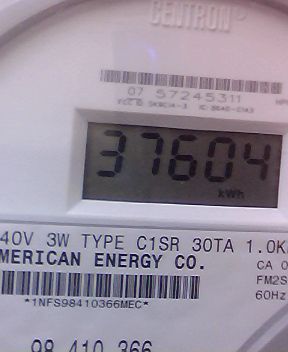 CENTRON
07 57245311
37604
kWh
40V 3W TYPE C1SR 30TA 1.0K
MERICAN ENERGY CO.
CA 0
FM2S
60Hz
*1NFS98410366MEC*
98 410 366